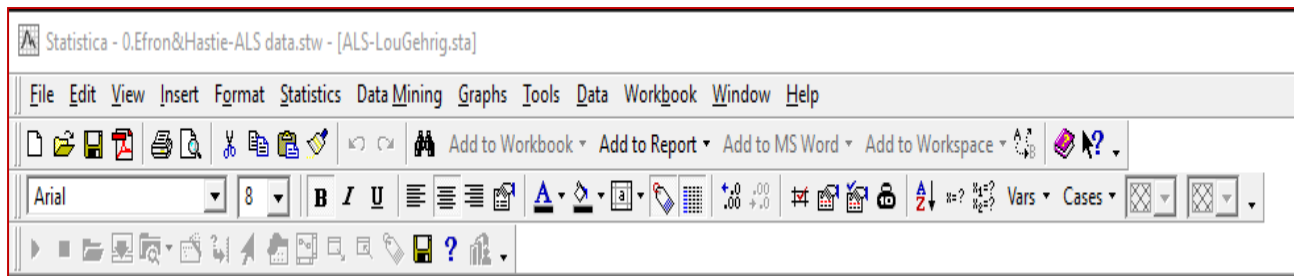 Statistica - 0.Efron&Hastie-ALS data.stw - [ALS-LouGehrig.sta]
File Edit View Insert Format Statistics Data Mining Graphs Tools Data Workbook Window Help
Add to Workbook Add to Report Add to MS Word Add to Workspace
Arial 8 B I U A Vars Cases